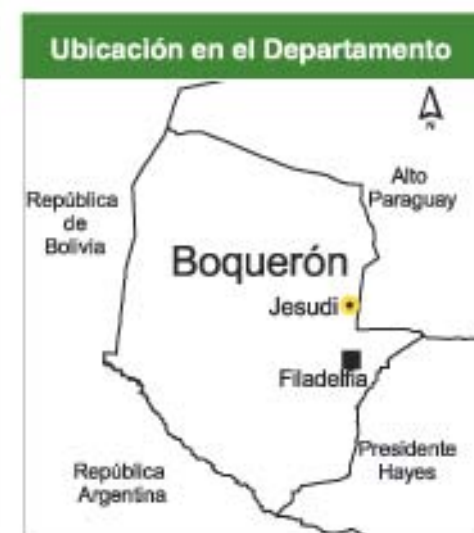 Ubicación en el Departamento
N
Alto
Paraguay
República
de
Bolivia
Boquerón
Jesudi
Filadelfia
Presidente
Hayes
República
Argentina